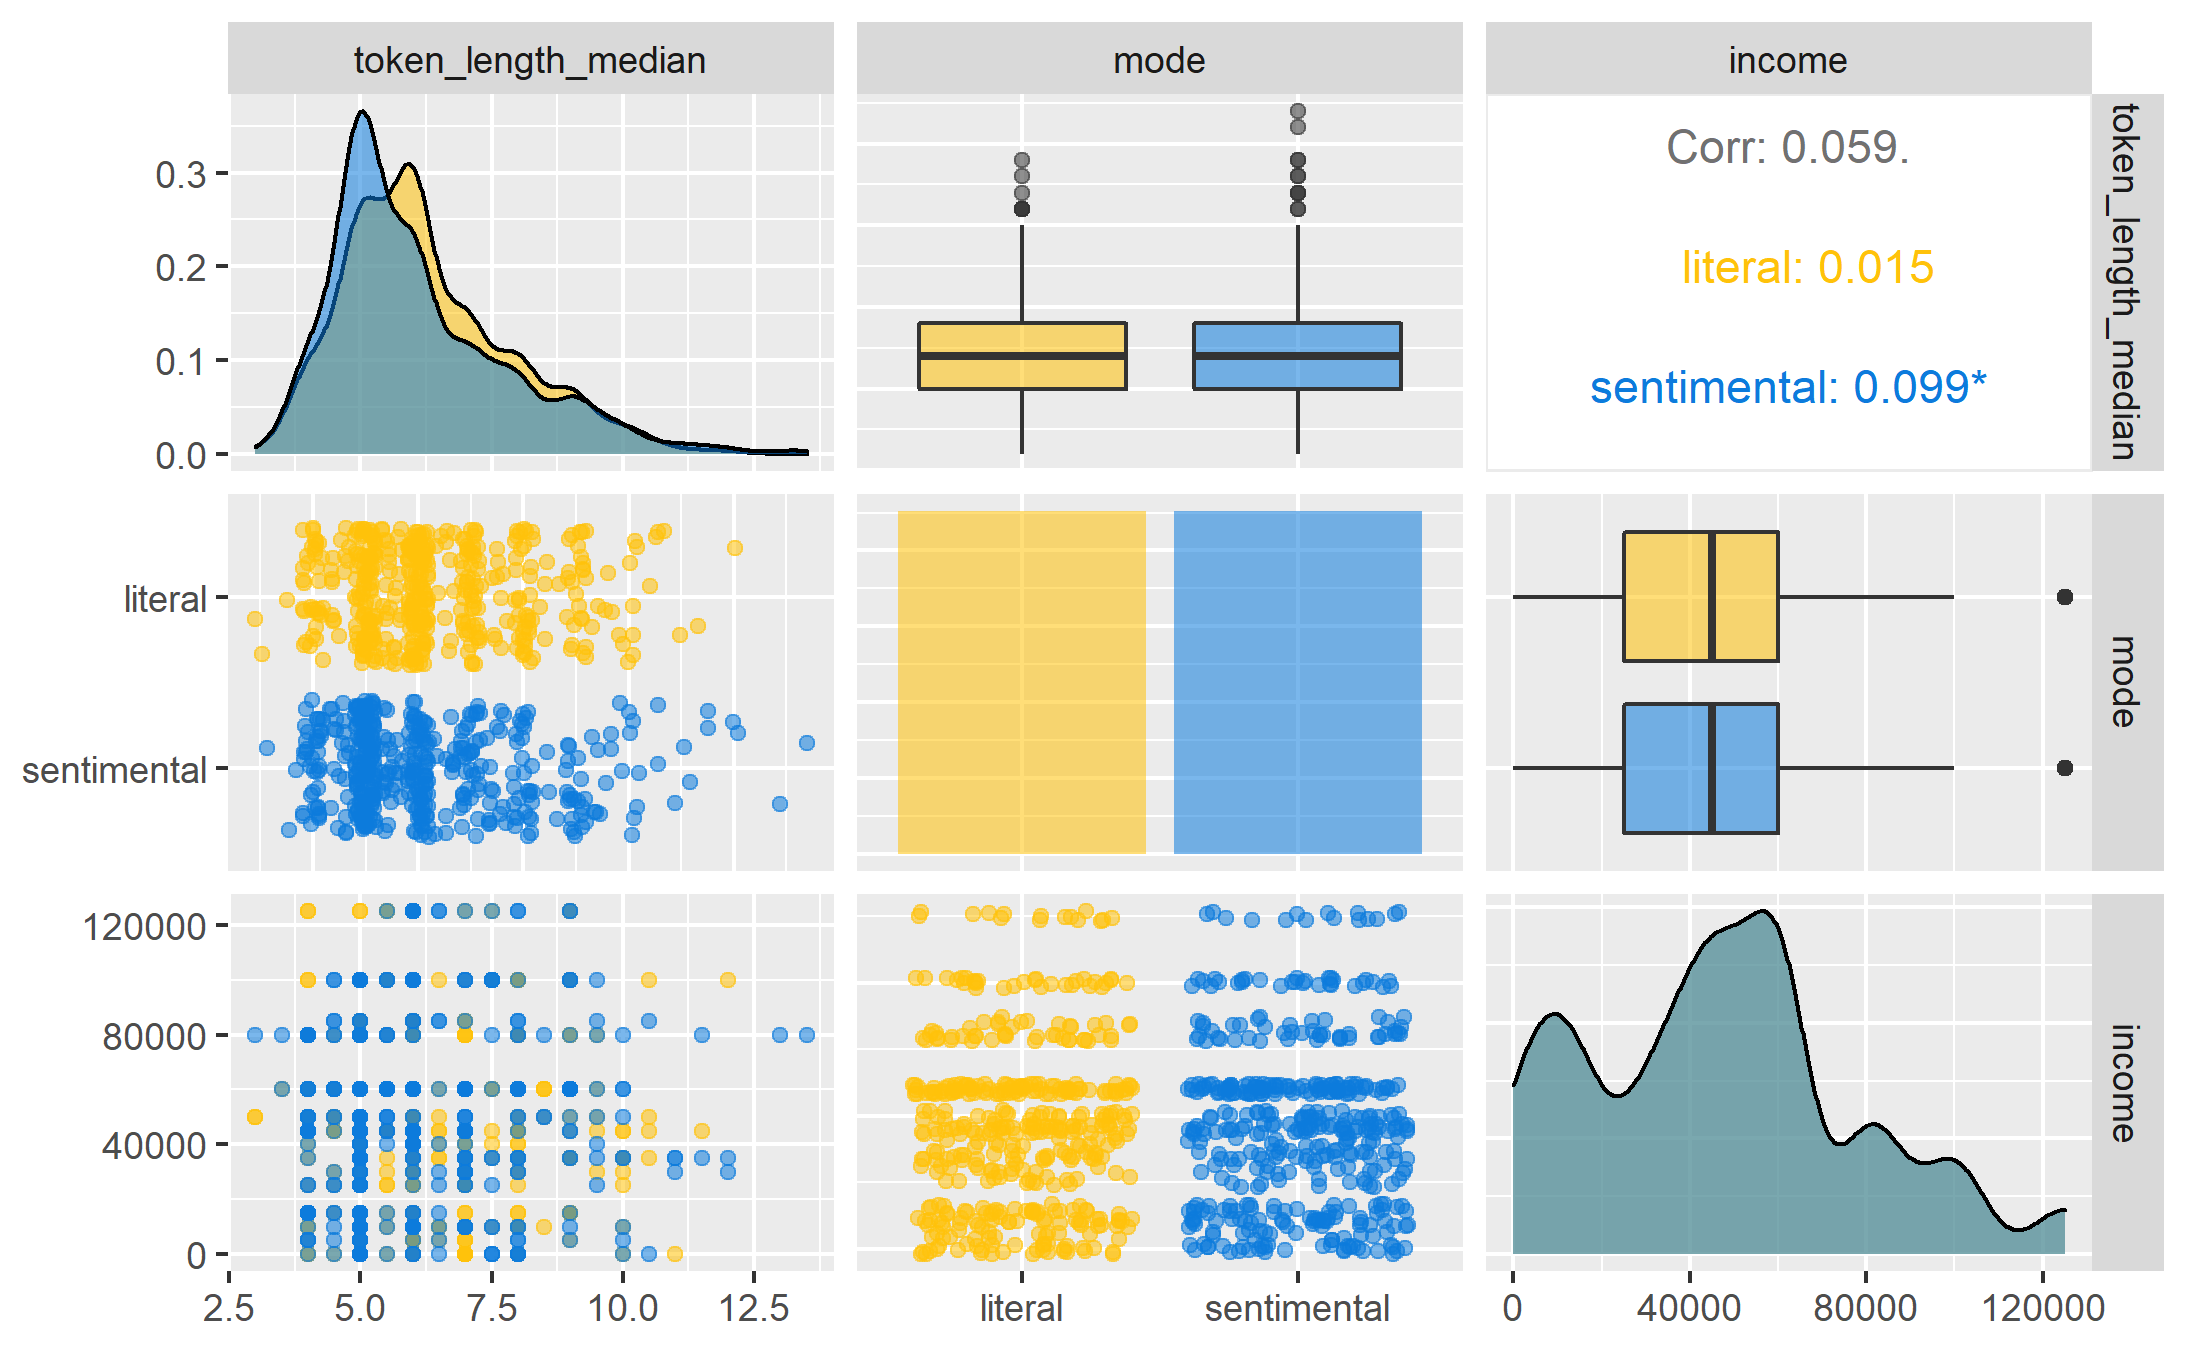 token_length_median
mode
income
0.3
0.2
0.1
0.0
Corr: 0.059.
literal: 0.015
sentimental: 0.099*
token_length_median
literal
sentimental
mode
120000
80000
40000
0
income
2.5
5.0
7.5
10.0
12.5
literal
sentimental
0
40000
80000
120000